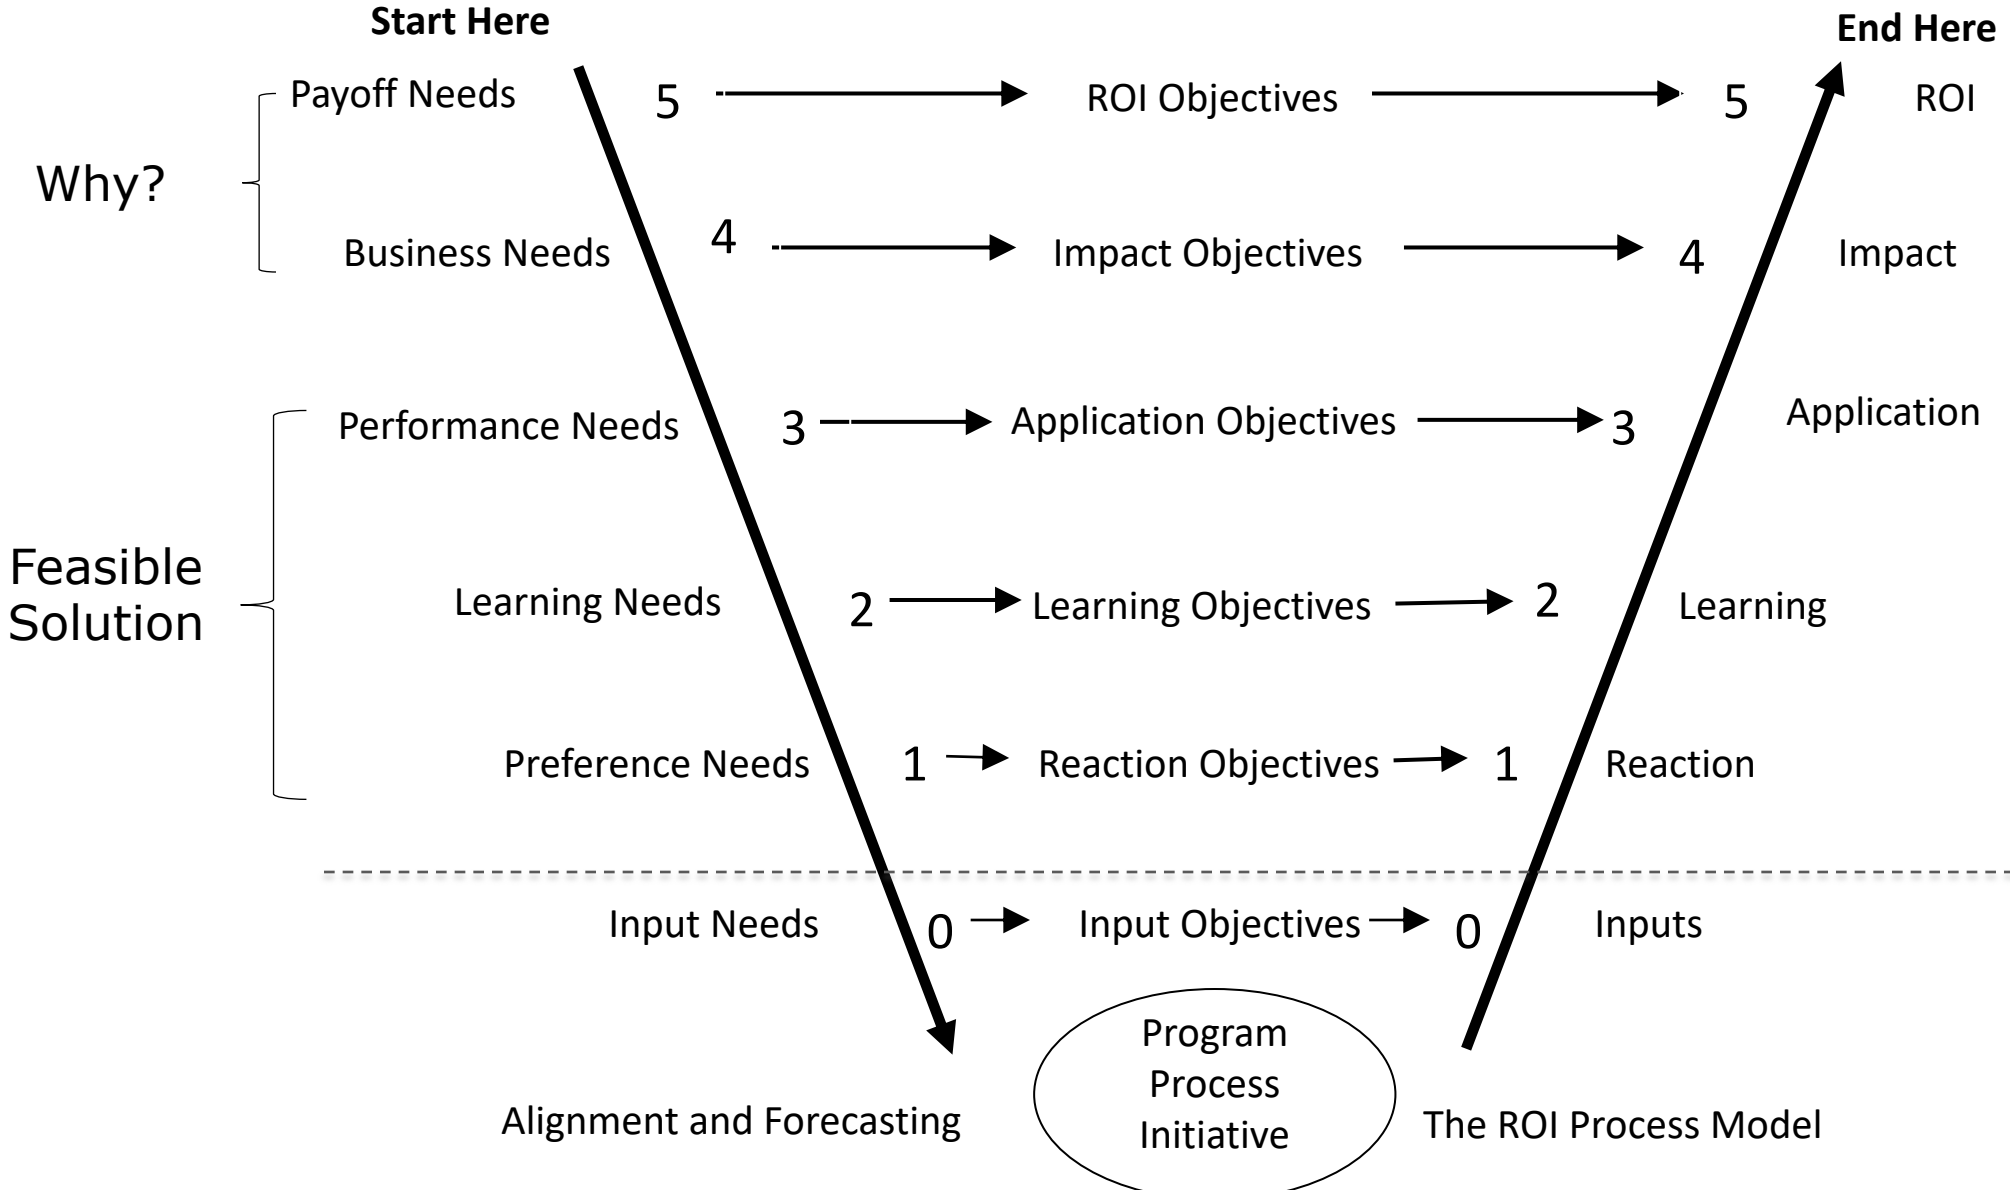 Start Here
End Here
Payoff Needs 5 ROI Objectives 5 ROI
Why?
Business Needs 4 Impact Objectives 4 Impact
Performance Needs 3 Application Objectives 3 Application
Feasible
Solution
Learning Needs 2 Learning Objectives 2 Learning
Preference Needs 1 Reaction Objectives 1 Reaction
Input Needs 0 Input Objectives 0 Inputs
Program
Process
Initiative
Alignment and Forecasting
The ROI Process Model